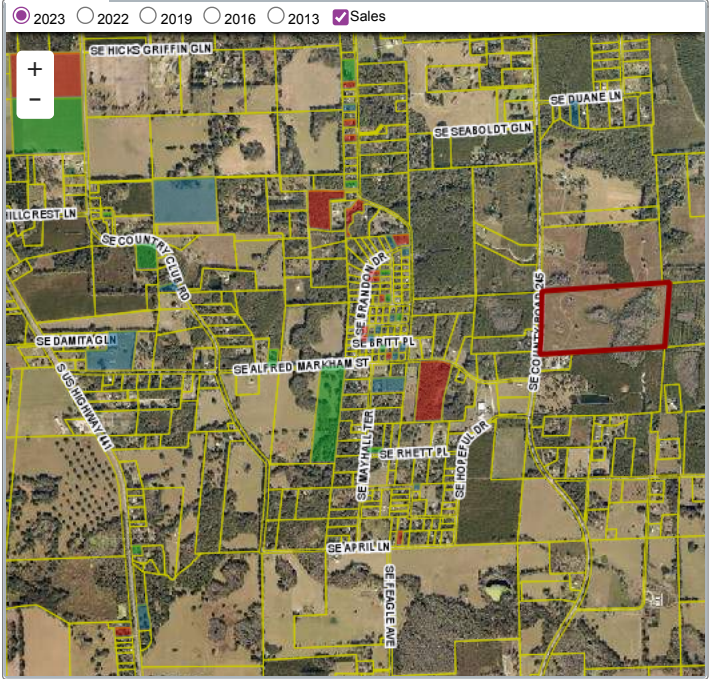 2023 2022 2019 2016 2013 Sales
SE HICKS GRIFFIN GLN
+
-
SE DUANE LN
SE SEABOLDT GLN
HILLCREST LN
SE COUNTRY CLUB RD
SE BRANDON DR
SE COUNTY ROAD 245
SE DAMITA GLN
SE BRITT PL
SE ALFRED MARKHAM ST
S US HIGHWAY 441
SE MAYHALL TER
SE RHETT PL
SE HOPEFUL DR
SE APRIL LN
SE FEAGLE AVE